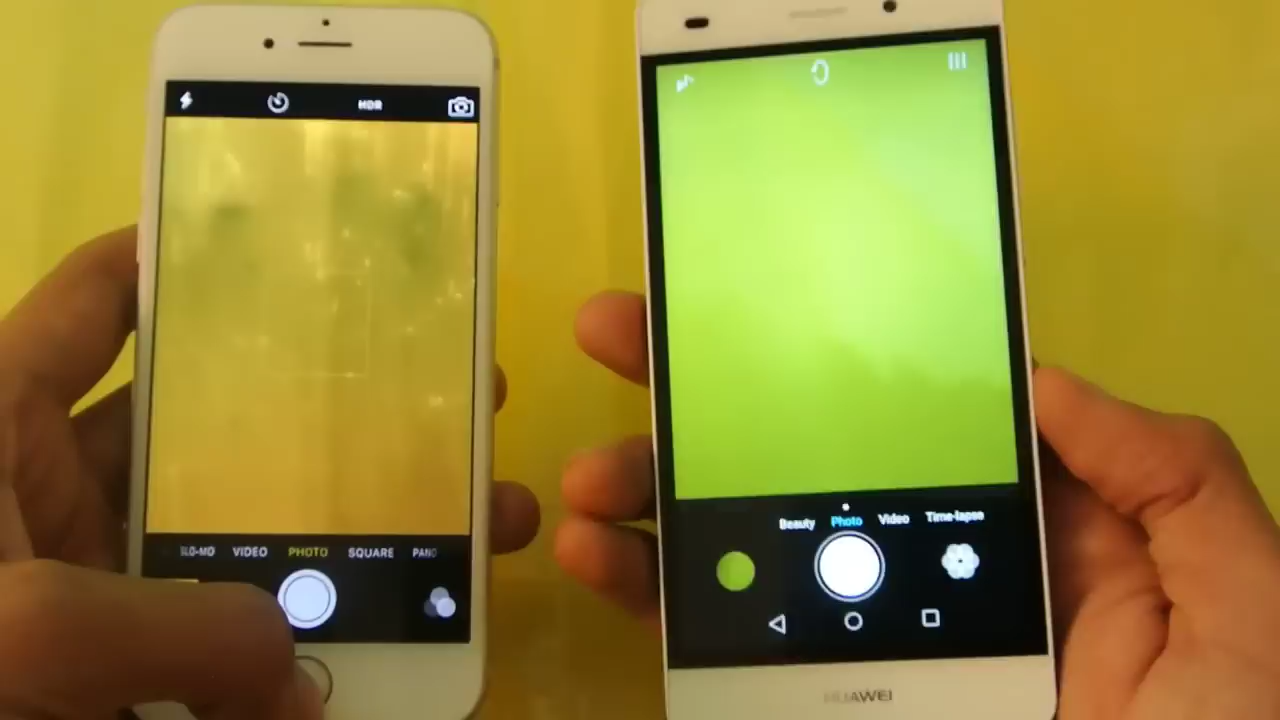 HDR
SLO-MO VIDEO PHOTO SQUARE PANO
Beauty Photo Video Time-lapse
HUAWEI